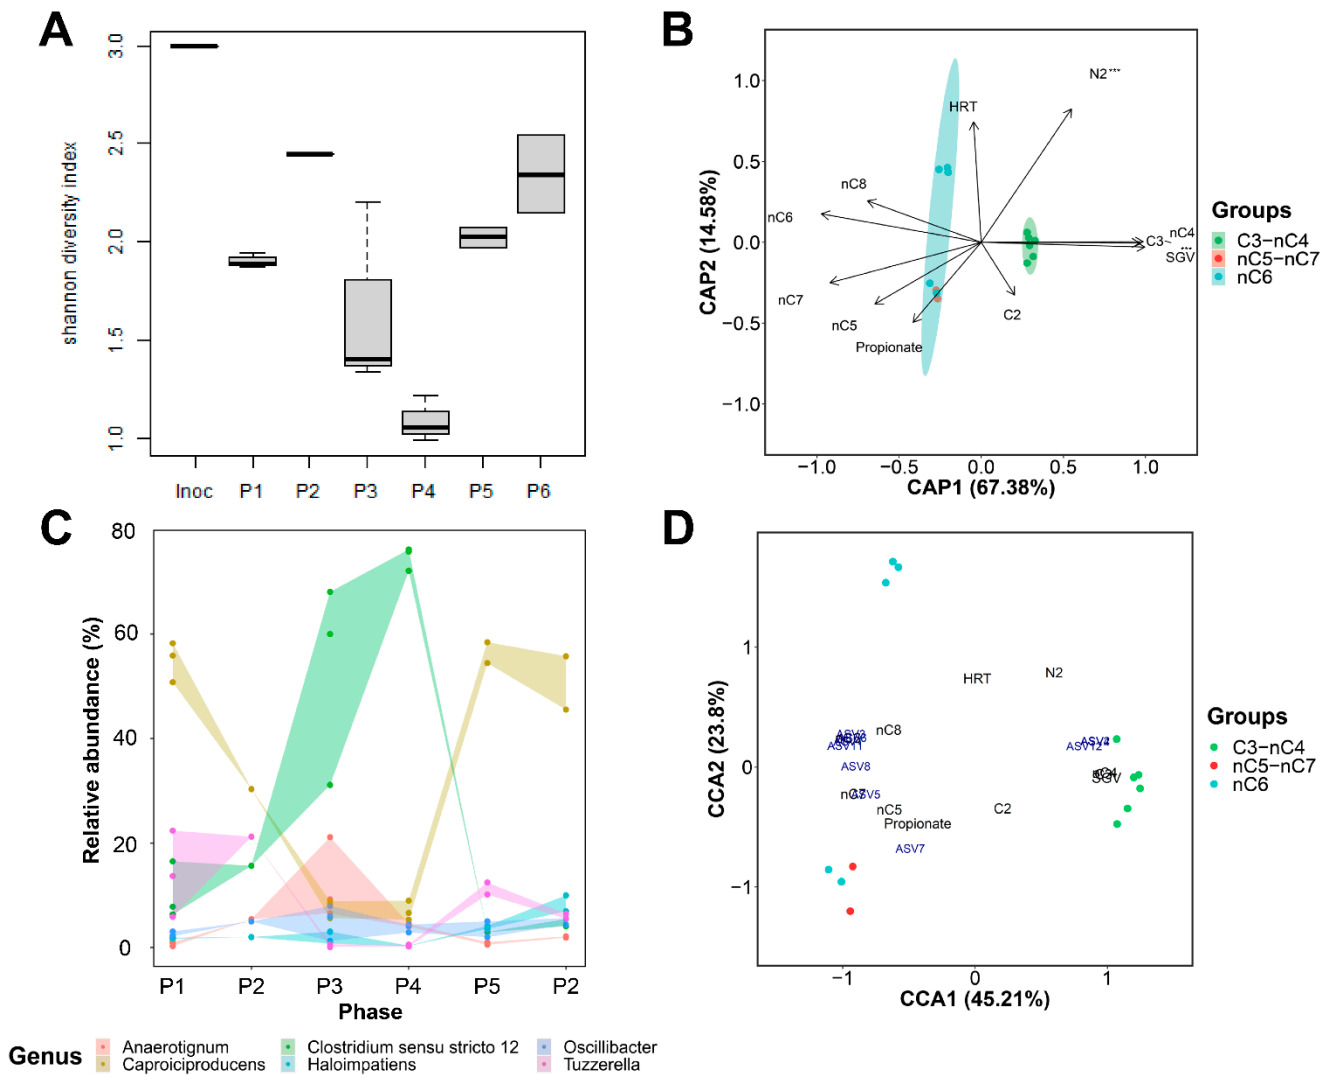 A
shannon diversity index
3.0
2.5
2.0
1.5
1.0
Inoc P1 P2 P3 P4 P5 P6
B
CAP2 (14.58%)
1.0
0.5
0.0
−0.5
−1.0
N2***
HRT
nC8
nC6
nC4
C3
***
SGV
nC7
nC5
C2
Propionate
−1.0 −0.5 0.0 0.5 1.0
CAP1 (67.38%)
Groups
C3−nC4
nC5−nC7
nC6
C
Relative abundance (%)
80
60
40
20
0
P1 P2 P3 P4 P5 P2
Phase
Genus
Anaerotignum
Clostridium sensu stricto 12
Oscillibacter
Caproiciproducens
Haloimpatiens
Tuzzerella
D
CCA2 (23.8%)
1
0
−1
HRT
N2
nC8
ASV3
ASV11
ASV2
ASV12
ASV8
nC4
SGV
nC7
ASV5
nC5
C2
Propionate
ASV7
−1 0 1
CCA1 (45.21%)
Groups
C3−nC4
nC5−nC7
nC6